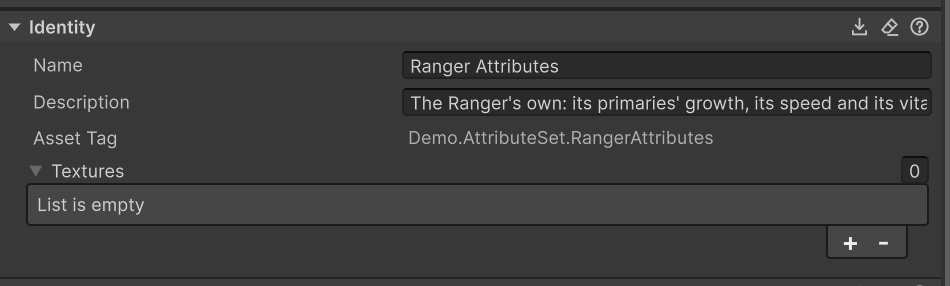 Identity
Name
Ranger Attributes
Description
The Ranger's own: its primaries' growth, its speed and its vita
Asset Tag
Demo.AttributeSet.RangerAttributes
Textures
0
List is empty
+ -